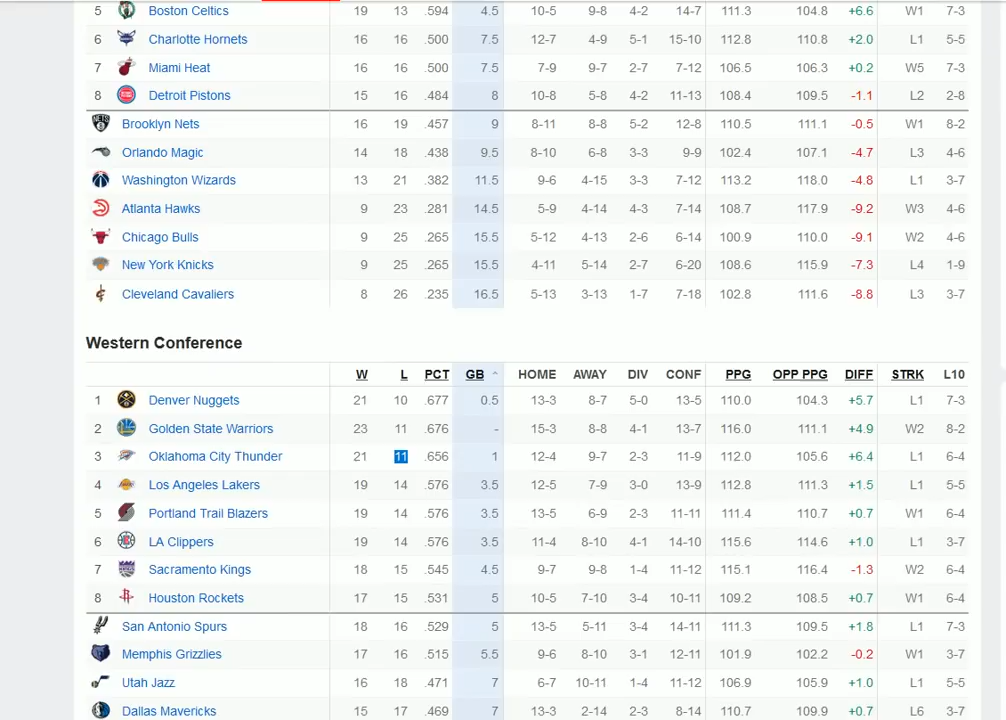 5 Boston Celtics 19 13 .594 4.5 10-5 9-8 4-2 14-7 111.3 104.8 +6.6 W1 7-3
6 Charlotte Hornets 16 16 .500 7.5 12-7 4-9 5-1 15-10 112.8 110.8 +2.0 L1 5-5
7 Miami Heat 16 16 .500 7.5 7-9 9-7 2-7 7-12 106.5 106.3 +0.2 W5 7-3
8 Detroit Pistons 15 16 .484 8 10-8 5-8 4-2 11-13 108.4 109.5 -1.1 L2 2-8
Brooklyn Nets 16 19 .457 9 8-11 8-8 5-2 12-8 110.5 111.1 -0.5 W1 8-2
Orlando Magic 14 18 .438 9.5 8-10 6-8 3-3 9-9 102.4 107.1 -4.7 L3 4-6
Washington Wizards 13 21 .382 11.5 9-6 4-15 3-3 7-12 113.2 118.0 -4.8 L1 3-7
Atlanta Hawks 9 23 .281 14.5 5-9 4-14 4-3 7-14 108.7 117.9 -9.2 W3 4-6
Chicago Bulls 9 25 .265 15.5 5-12 4-13 2-6 6-14 100.9 110.0 -9.1 W2 4-6
New York Knicks 9 25 .265 15.5 4-11 5-14 2-7 6-20 108.6 115.9 -7.3 L4 1-9
Cleveland Cavaliers 8 26 .235 16.5 5-13 3-13 1-7 7-18 102.8 111.6 -8.8 L3 3-7
Western Conference
W L PCT GB HOME AWAY DIV CONF PPG OPP PPG DIFF STRK L10
1 Denver Nuggets 21 10 .677 0.5 13-3 8-7 5-0 13-5 110.0 104.3 +5.7 L1 7-3
2 Golden State Warriors 23 11 .676 - 15-3 8-8 4-1 13-7 116.0 111.1 +4.9 W2 8-2
3 Oklahoma City Thunder 21 11 .656 1 12-4 9-7 2-3 11-9 112.0 105.6 +6.4 L1 6-4
4 Los Angeles Lakers 19 14 .576 3.5 12-5 7-9 3-0 13-9 112.8 111.3 +1.5 L1 5-5
5 Portland Trail Blazers 19 14 .576 3.5 13-5 6-9 2-3 11-11 111.4 110.7 +0.7 W1 6-4
6 LA Clippers 19 14 .576 3.5 11-4 8-10 4-1 14-10 115.6 114.6 +1.0 L1 3-7
7 Sacramento Kings 18 15 .545 4.5 9-7 9-8 1-4 11-12 115.1 116.4 -1.3 W2 6-4
8 Houston Rockets 17 15 .531 5 10-5 7-10 3-4 10-11 109.2 108.5 +0.7 W1 6-4
San Antonio Spurs 18 16 .529 5 13-5 5-11 3-4 14-11 111.3 109.5 +1.8 L1 7-3
Memphis Grizzlies 17 16 .515 5.5 9-6 8-10 3-1 12-11 101.9 102.2 -0.2 W1 3-7
Utah Jazz 16 18 .471 7 6-7 10-11 1-4 11-12 106.9 105.9 +1.0 L1 5-5
Dallas Mavericks 15 17 .469 7 13-3 2-14 2-3 8-14 110.7 109.9 +0.7 L6 3-7